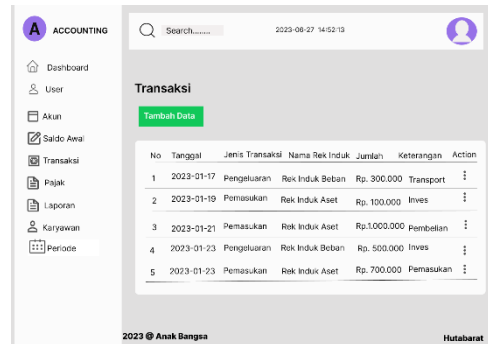 A ACCOUNTING
Search........ 2023-06-27 14:52:13
Dashboard
User
Akun
Saldo Awal
Transaksi
Pajak
Laporan
Karyawan
Periode
Transaksi
Tambah Data
No Tanggal Jenis Transaksi Nama Rek Induk Jumlah Keterangan Action
1 2023-01-17 Pengeluaran Rek Induk Beban Rp. 300.000 Transport
2 2023-01-19 Pemasukan Rek Induk Aset Rp. 100.000 Inves
3 2023-01-21 Pemasukan Rek Induk Aset Rp.1.000.000 Pembelian
4 2023-01-23 Pengeluaran Rek Induk Beban Rp. 500.000 Inves
5 2023-01-23 Pemasukan Rek Induk Aset Rp. 700.000 Pemasukan
2023 @ Anak Bangsa Hutabarat